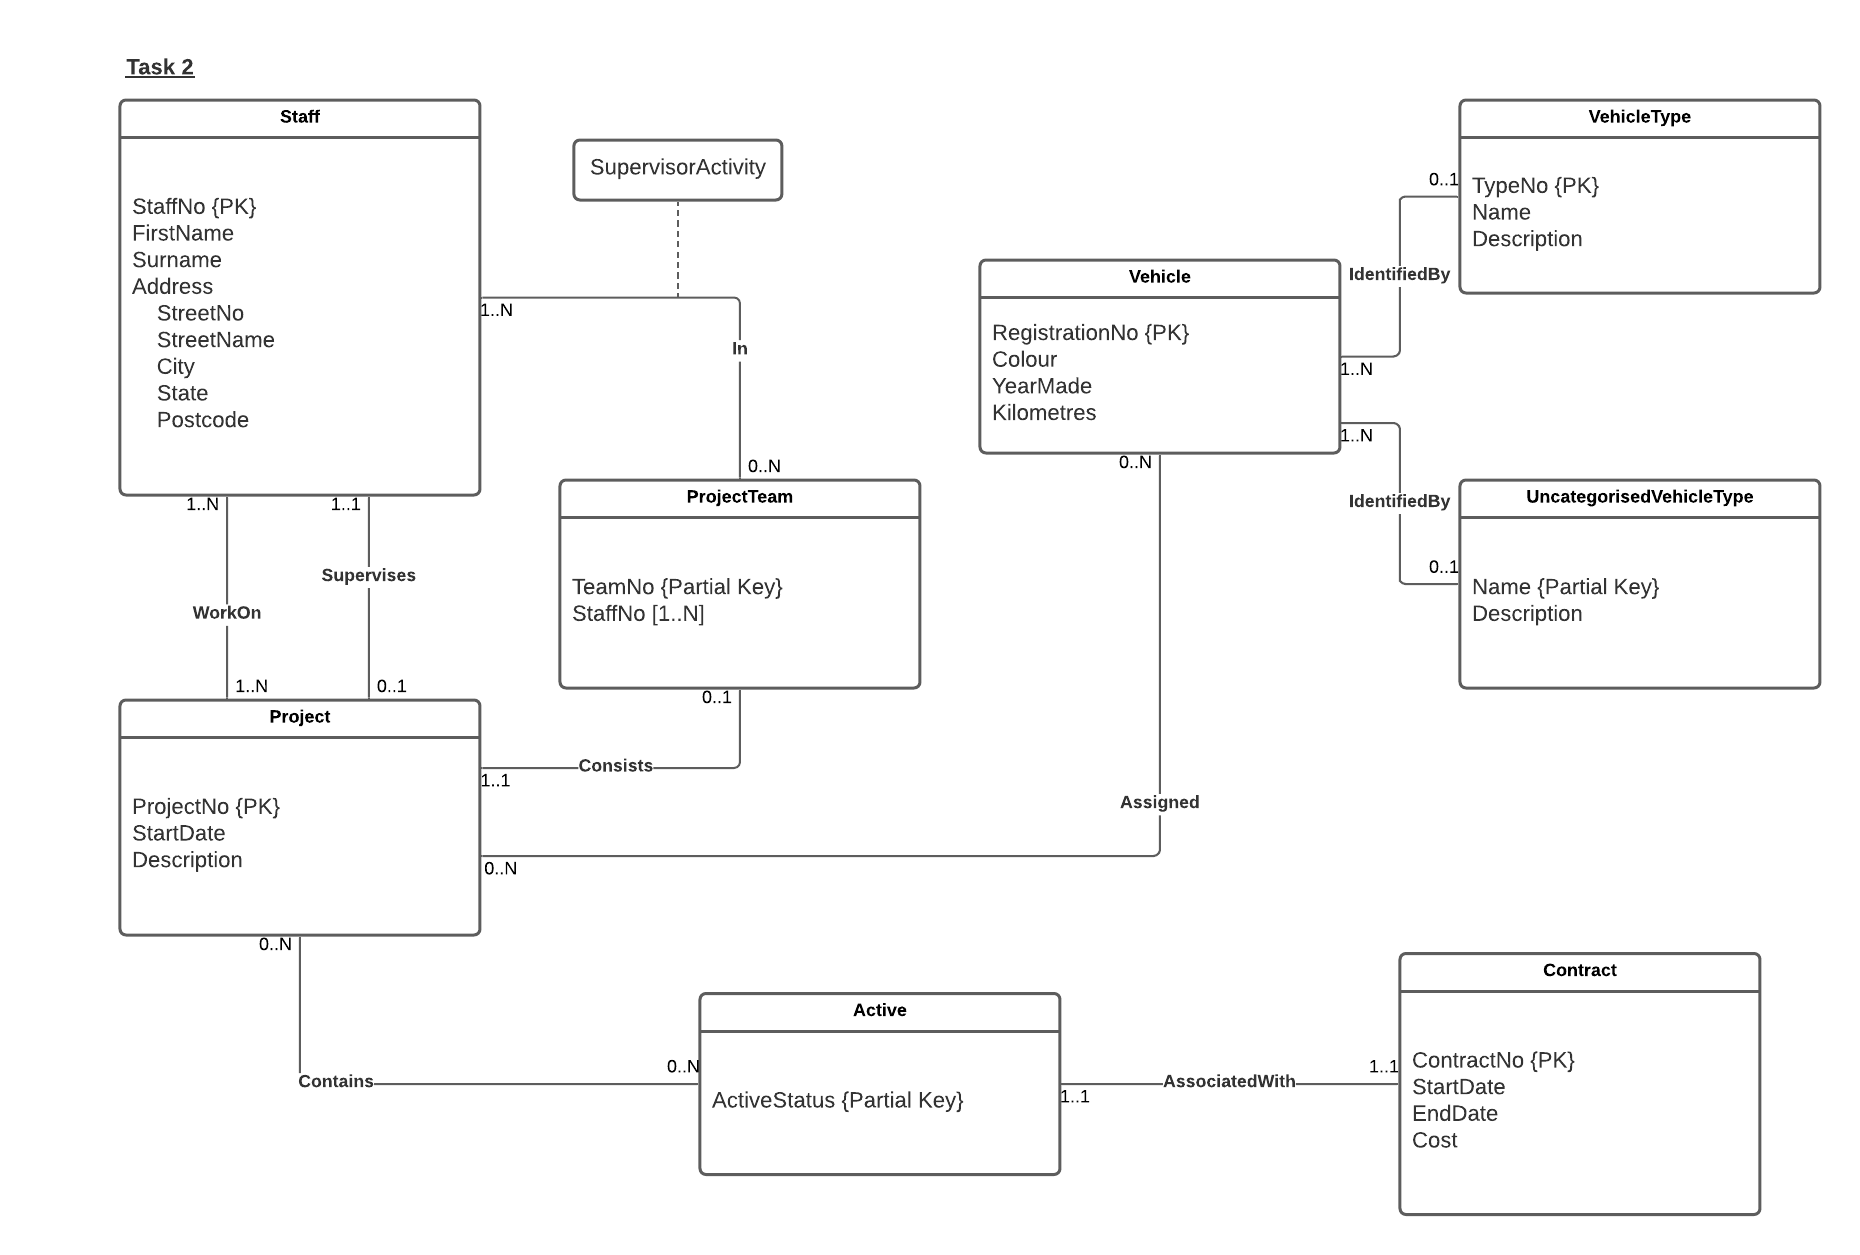 Task 2
Staff
StaffNo {PK}
FirstName
Surname
Address
StreetNo
StreetName
City
State
Postcode
SupervisorActivity
1..N
In
0..N
1..N
1..1
WorkOn
Supervises
1..N
0..1
ProjectTeam
TeamNo {Partial Key}
StaffNo [1..N]
0..1
Consists
1..1
Project
ProjectNo {PK}
StartDate
Description
Vehicle
RegistrationNo {PK}
Colour
YearMade
Kilometres
VehicleType
TypeNo {PK}
Name
Description
0..1
IdentifiedBy
1..N
1..N
IdentifiedBy
0..1
UncategorisedVehicleType
Name {Partial Key}
Description
0..N
Assigned
0..N
0..N
Contains
0..N
Active
ActiveStatus {Partial Key}
1..1
AssociatedWith
1..1
Contract
ContractNo {PK}
StartDate
EndDate
Cost